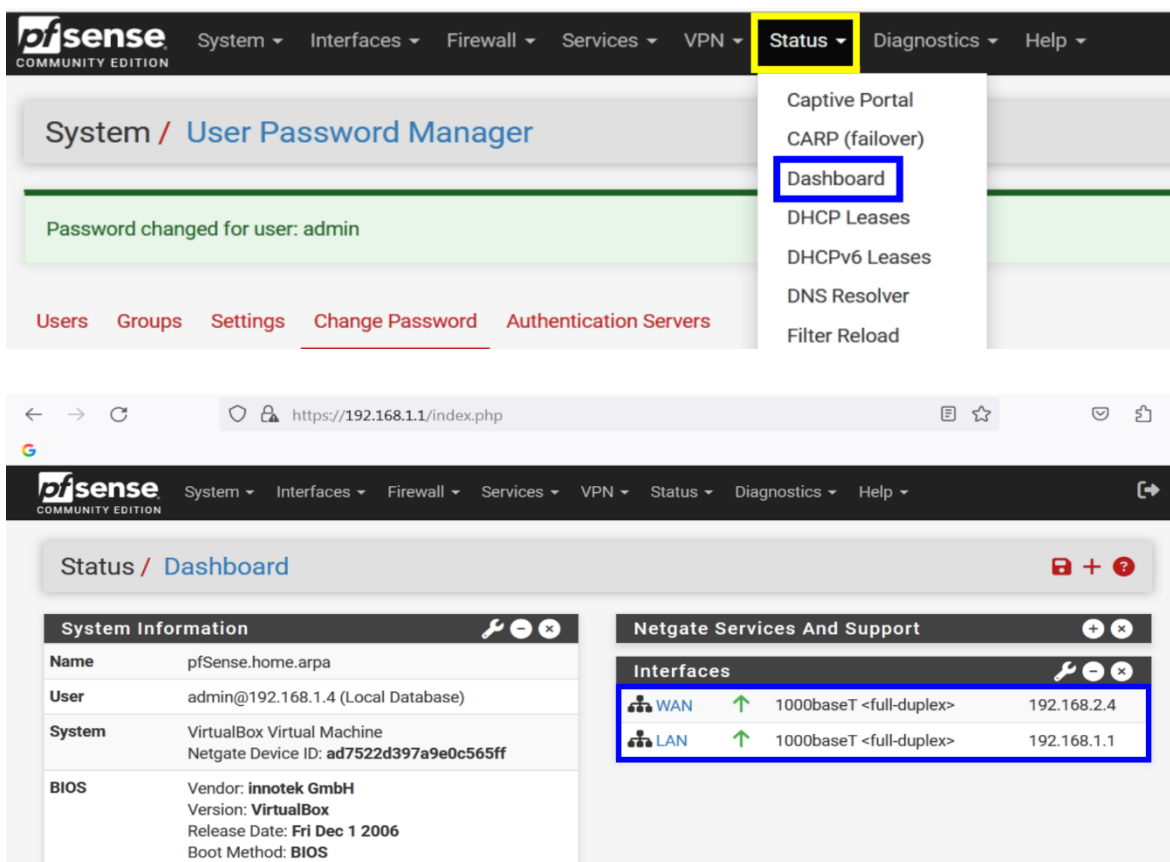 pfsense System Interfaces Firewall Services VPN Status Diagnostics Help
COMMUNITY EDITION
Captive Portal
System / User Password Manager
CARP (failover)
Dashboard
DHCP Leases
Password changed for user: admin
DHCPv6 Leases
DNS Resolver
Users Groups Settings Change Password Authentication Servers
Filter Reload
https://192.168.1.1/index.php
G
pfsense System Interfaces Firewall Services VPN Status Diagnostics Help
COMMUNITY EDITION
Status / Dashboard
System Information
Name pfSense.home.arpa
User admin@192.168.1.4 (Local Database)
System VirtualBox Virtual Machine
Netgate Device ID: ad7522d397a9e0c565ff
BIOS Vendor: innotek GmbH
Version: VirtualBox
Release Date: Fri Dec 1 2006
Boot Method: BIOS
Netgate Services And Support
Interfaces
WAN 1000baseT <full-duplex> 192.168.2.4
LAN 1000baseT <full-duplex> 192.168.1.1